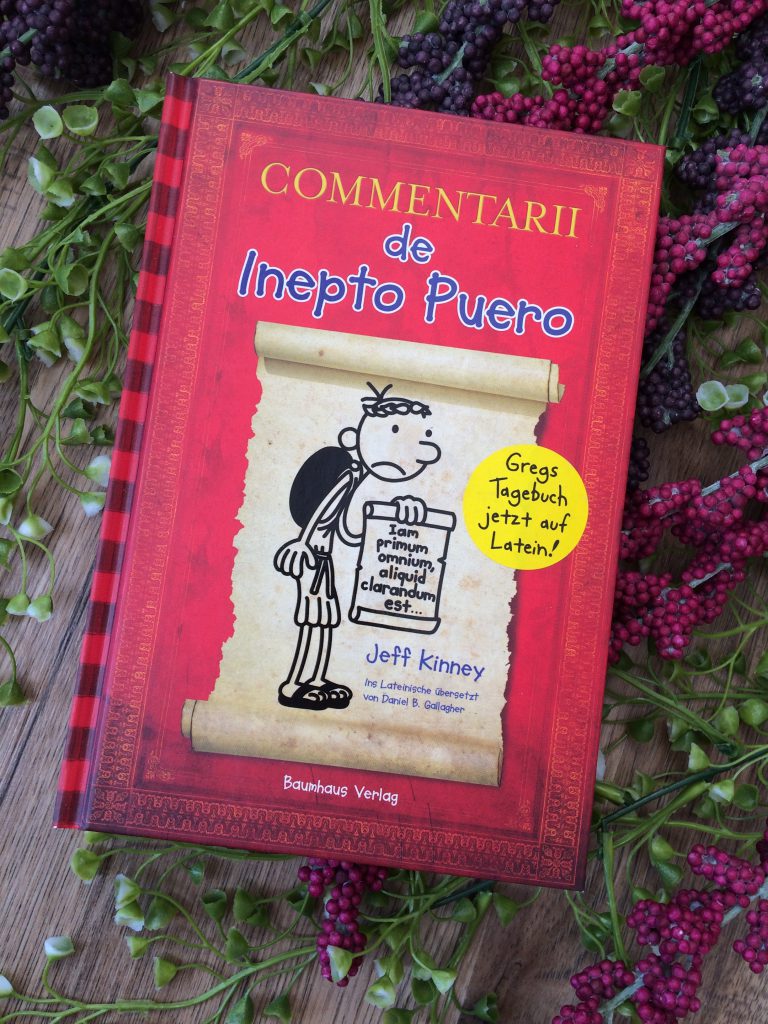 COMMENTARII
de
Inepto Puero
Gregs
Tagebuch
jetzt auf
Latein!
Iam
primum
omnium,
aliquid
clarandum
est...
Jeff Kinney
Ins Lateinische übersetzt
von Daniel B. Gallagher
Baumhaus Verlag